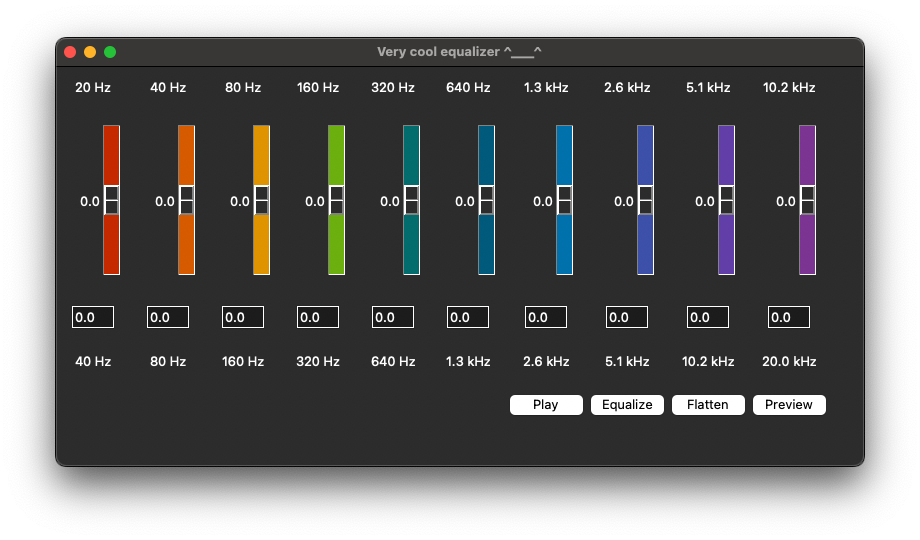 Very cool equalizer ^___^
20 Hz 40 Hz 80 Hz 160 Hz 320 Hz 640 Hz 1.3 kHz 2.6 kHz 5.1 kHz 10.2 kHz
0.0 0.0 0.0 0.0 0.0 0.0 0.0 0.0 0.0 0.0
0.0 0.0 0.0 0.0 0.0 0.0 0.0 0.0 0.0 0.0
40 Hz 80 Hz 160 Hz 320 Hz 640 Hz 1.3 kHz 2.6 kHz 5.1 kHz 10.2 kHz 20.0 kHz
Play Equalize Flatten Preview